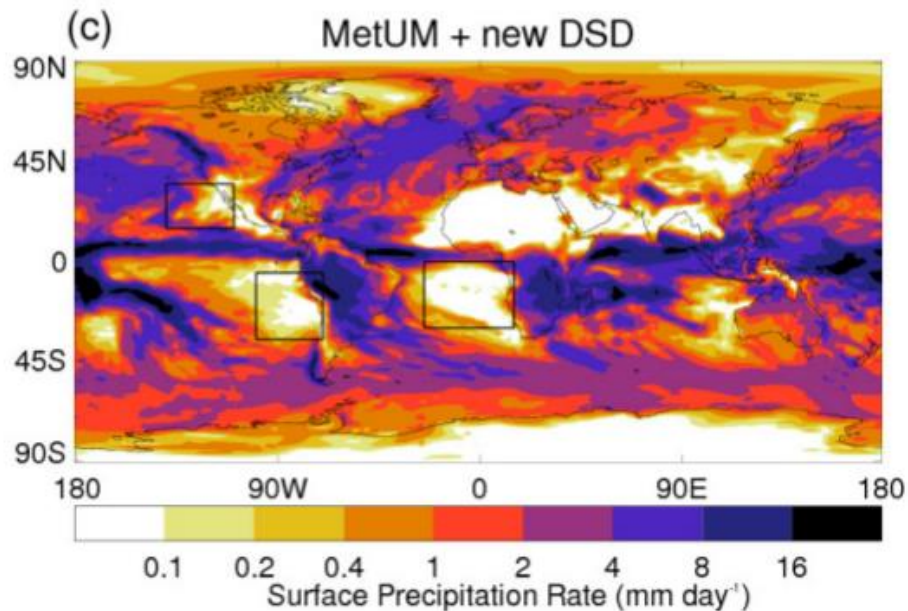 (c)
MetUM + new DSD
90N
45N
0
45S
90S
180 90W 0 90E 180
0.1 0.2 0.4 1 2 4 8 16
Surface Precipitation Rate (mm day⁻¹)